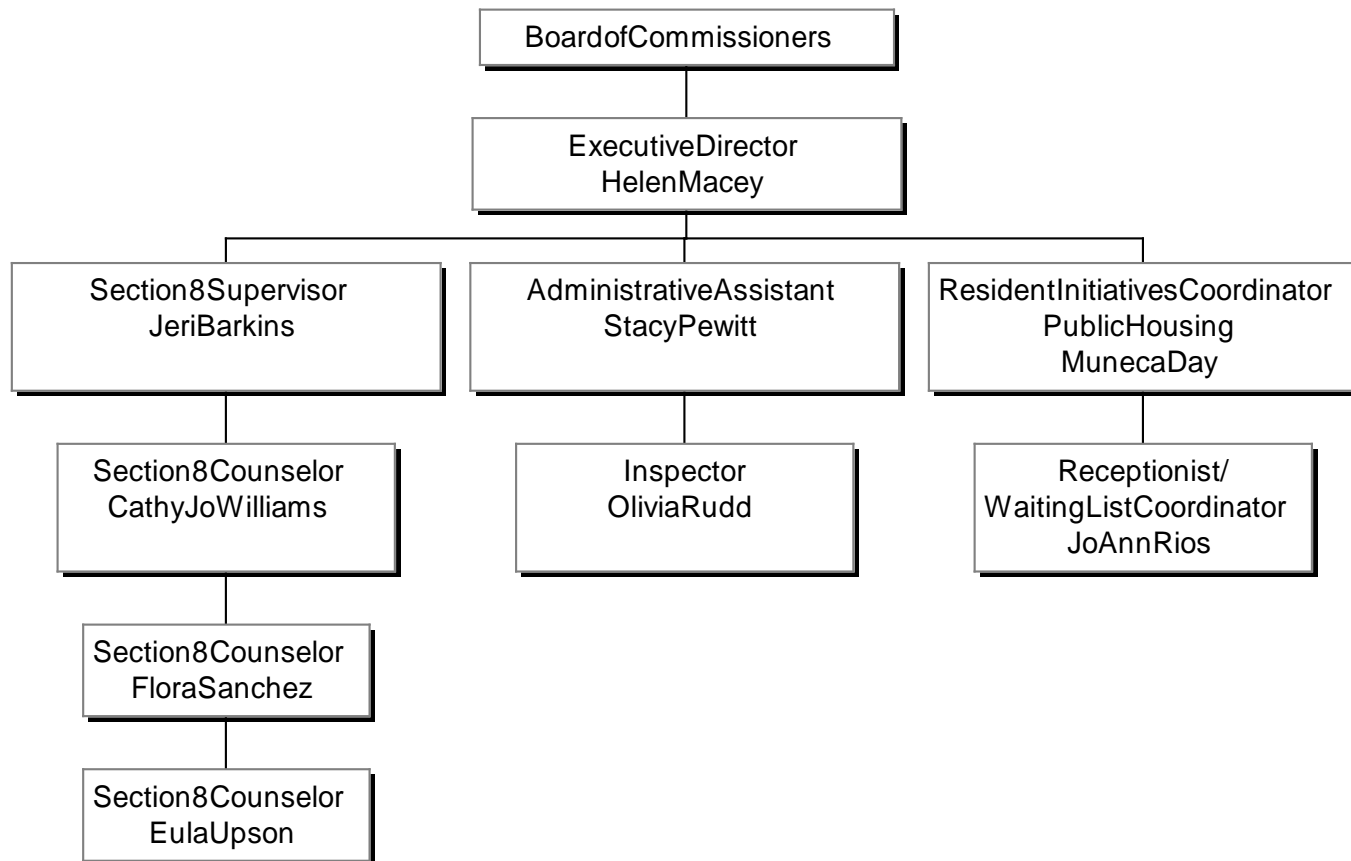 BoardofCommissioners
ExecutiveDirector
HelenMacey
Section8Supervisor
JeriBarkins
AdministrativeAssistant
StacyPewitt
ResidentInitiativesCoordinator
PublicHousing
MunecaDay
Section8Counselor
CathyJoWilliams
Inspector
OliviaRudd
Receptionist/
WaitingListCoordinator
JoAnnRios
Section8Counselor
FloraSanchez
Section8Counselor
EulaUpson